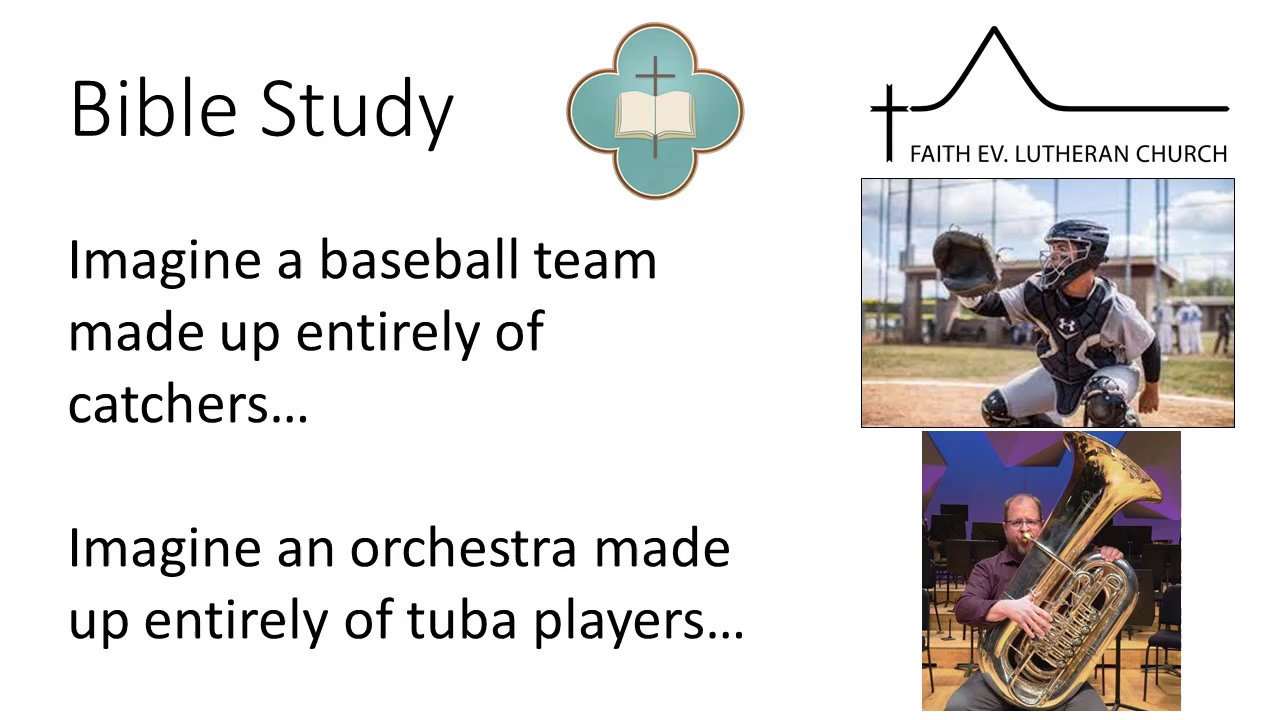 Bible Study
FAITH EV. LUTHERAN CHURCH
Imagine a baseball team
made up entirely of
catchers…
Imagine an orchestra made
up entirely of tuba players…